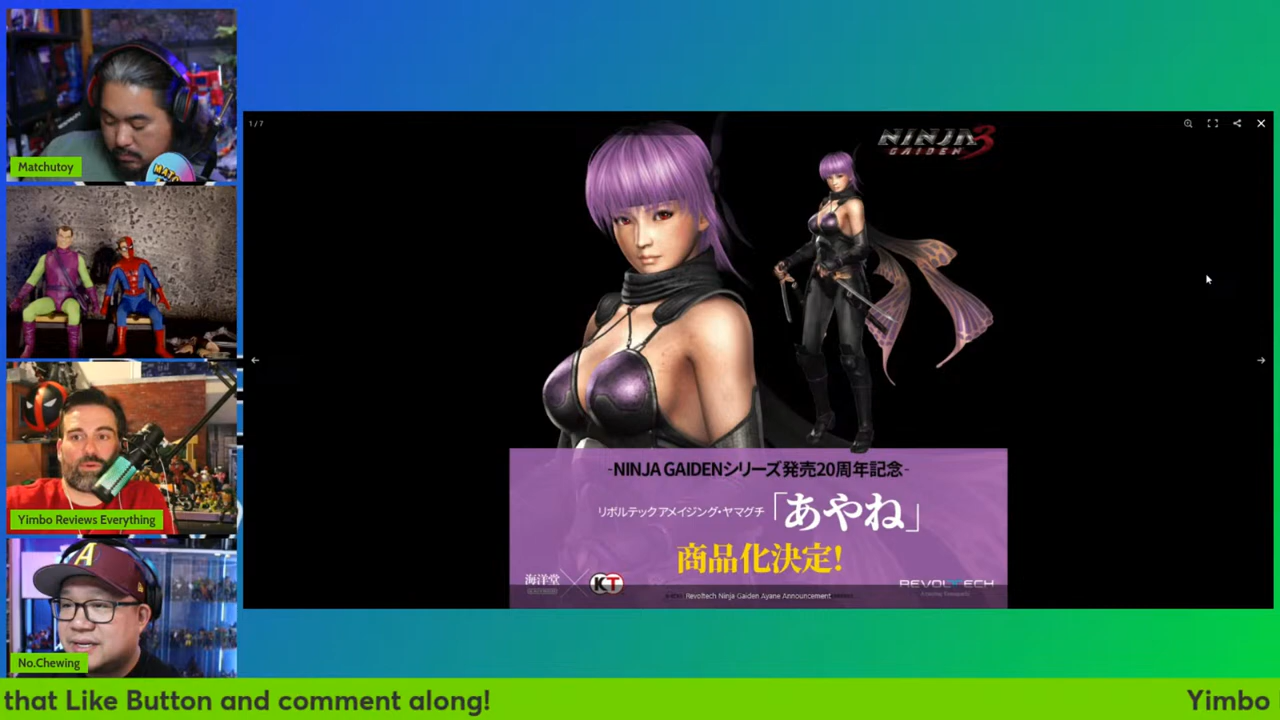 Matchutoy
MATC
Yimbo Reviews Everything
A
No.Chewing
1 / 7
NINJA 3
GAIDEN
-NINJA GAIDENシリーズ発売20周年記念-
リボルテック アメイジング・ヤマグチ「あやね」
商品化決定!
海洋堂
KT
REVOLTECH
Revoltech Ninja Gaiden Ayane Announcement
that Like Button and comment along!
Yimbo